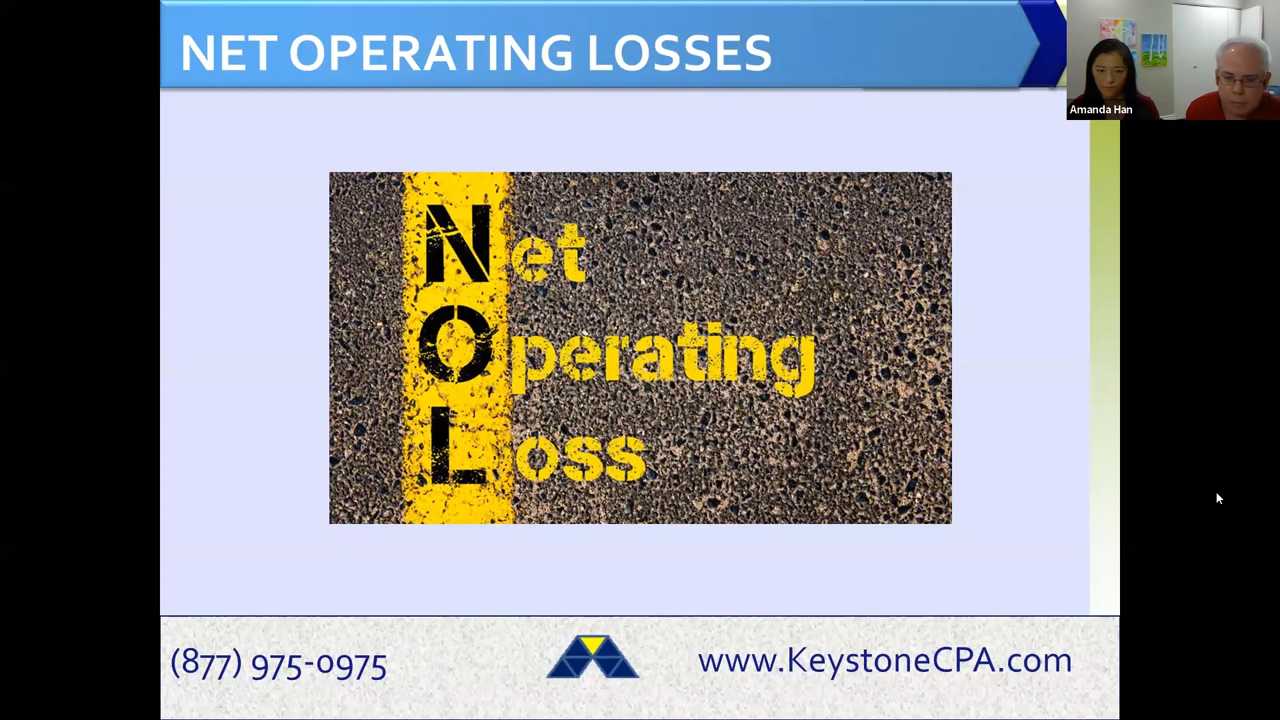 NET OPERATING LOSSES
Amanda Han
Net
Operating
Loss
(877) 975-0975
www.KeystoneCPA.com